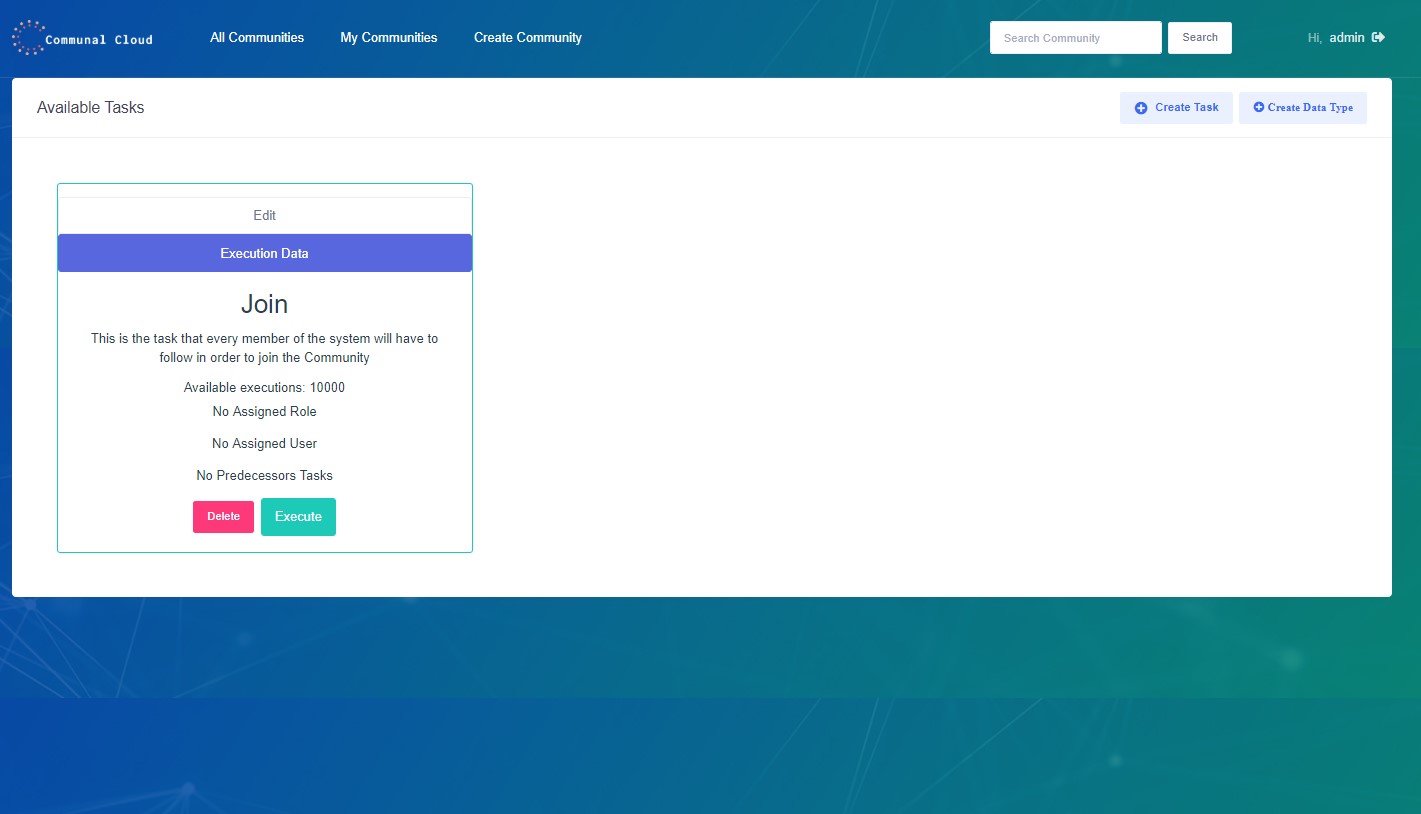 Communal Cloud
All Communities
My Communities
Create Community
Search Community
Search
Hi, admin
Available Tasks
Create Task
Create Data Type
Edit
Execution Data
Join
This is the task that every member of the system will have to
follow in order to join the Community
Available executions: 10000
No Assigned Role
No Assigned User
No Predecessors Tasks
Delete
Execute